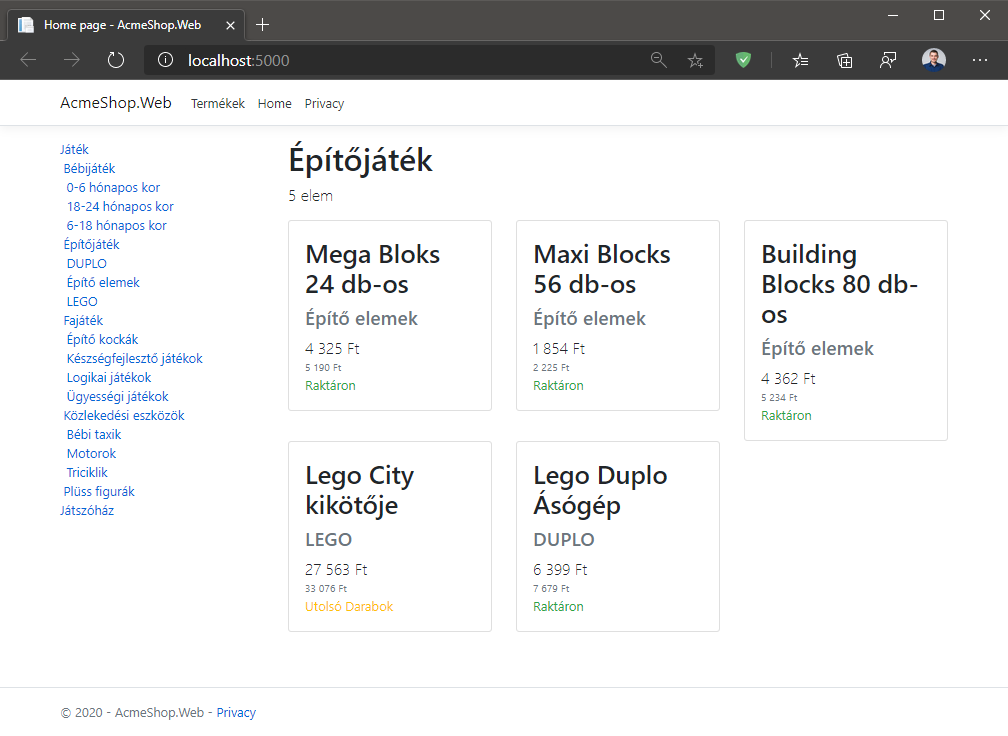 Home page - AcmeShop.Web
localhost:5000
AcmeShop.Web Termékek Home Privacy
Játék
Bébijáték
0-6 hónapos kor
18-24 hónapos kor
6-18 hónapos kor
Építőjáték
DUPLO
Építő elemek
LEGO
Fajáték
Építő kockák
Készségfejlesztő játékok
Logikai játékok
Ügyességi játékok
Közlekedési eszközök
Bébi taxik
Motorok
Triciklik
Plüss figurák
Játszóház
Építőjáték
5 elem
Mega Bloks
24 db-os
Építő elemek
4 325 Ft
5 190 Ft
Raktáron
Maxi Blocks
56 db-os
Építő elemek
1 854 Ft
2 225 Ft
Raktáron
Building
Blocks 80 db-
os
Építő elemek
4 362 Ft
5 234 Ft
Raktáron
Lego City
kikötője
LEGO
27 563 Ft
33 076 Ft
Utolsó Darabok
Lego Duplo
Ásógép
DUPLO
6 399 Ft
7 679 Ft
Raktáron
© 2020 - AcmeShop.Web - Privacy